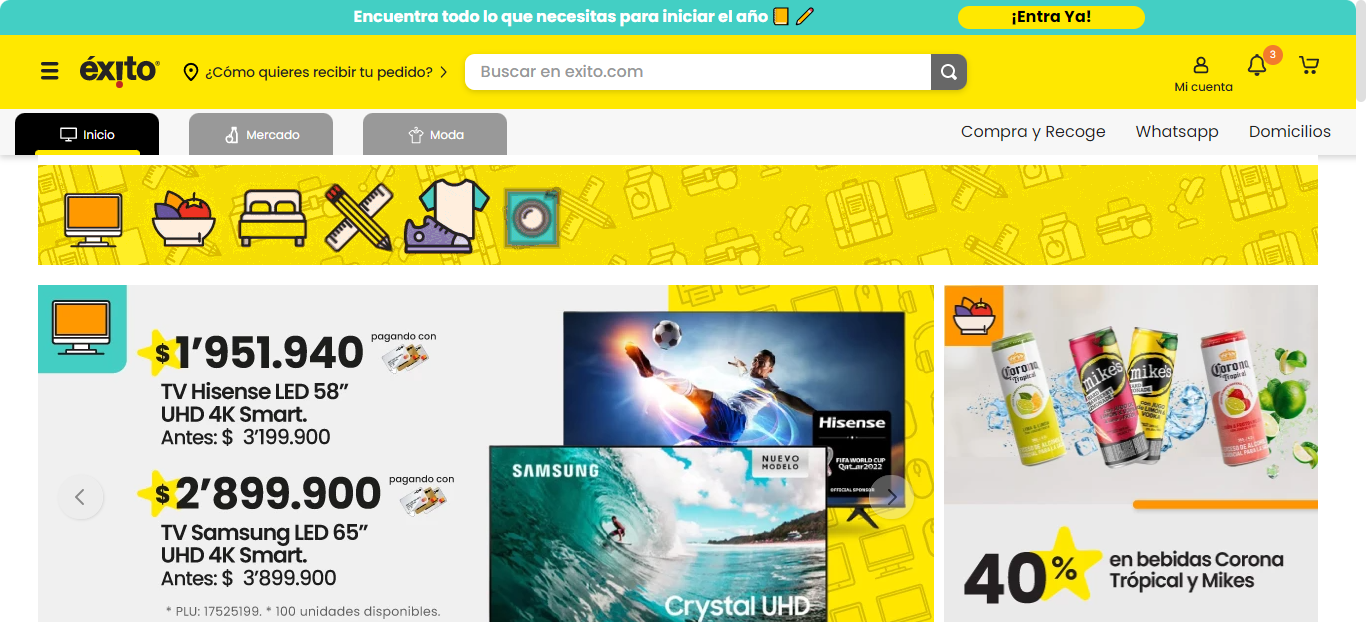 Encuentra todo lo que necesitas para iniciar el año
¡Entra Ya!
éxito
¿Cómo quieres recibir tu pedido?
Buscar en exito.com
Mi cuenta
3
Inicio
Mercado
Moda
Compra y Recoge
Whatsapp
Domicilios
$1’951.940
pagando con
TV Hisense LED 58”
UHD 4K Smart.
Antes: $ 3’199.900
$2’899.900
pagando con
TV Samsung LED 65”
UHD 4K Smart.
Antes: $ 3’899.900
* PLU: 17525199. * 100 unidades disponibles.
Hisense
FIFA WORLD CUP
Qatar2022
OFFICIAL SPONSOR
SAMSUNG
NUEVO
MODELO
Crystal UHD
Corona
Tropical
mike's
mike's
Corona
Tropical
40%
en bebidas Corona
Trópical y Mikes